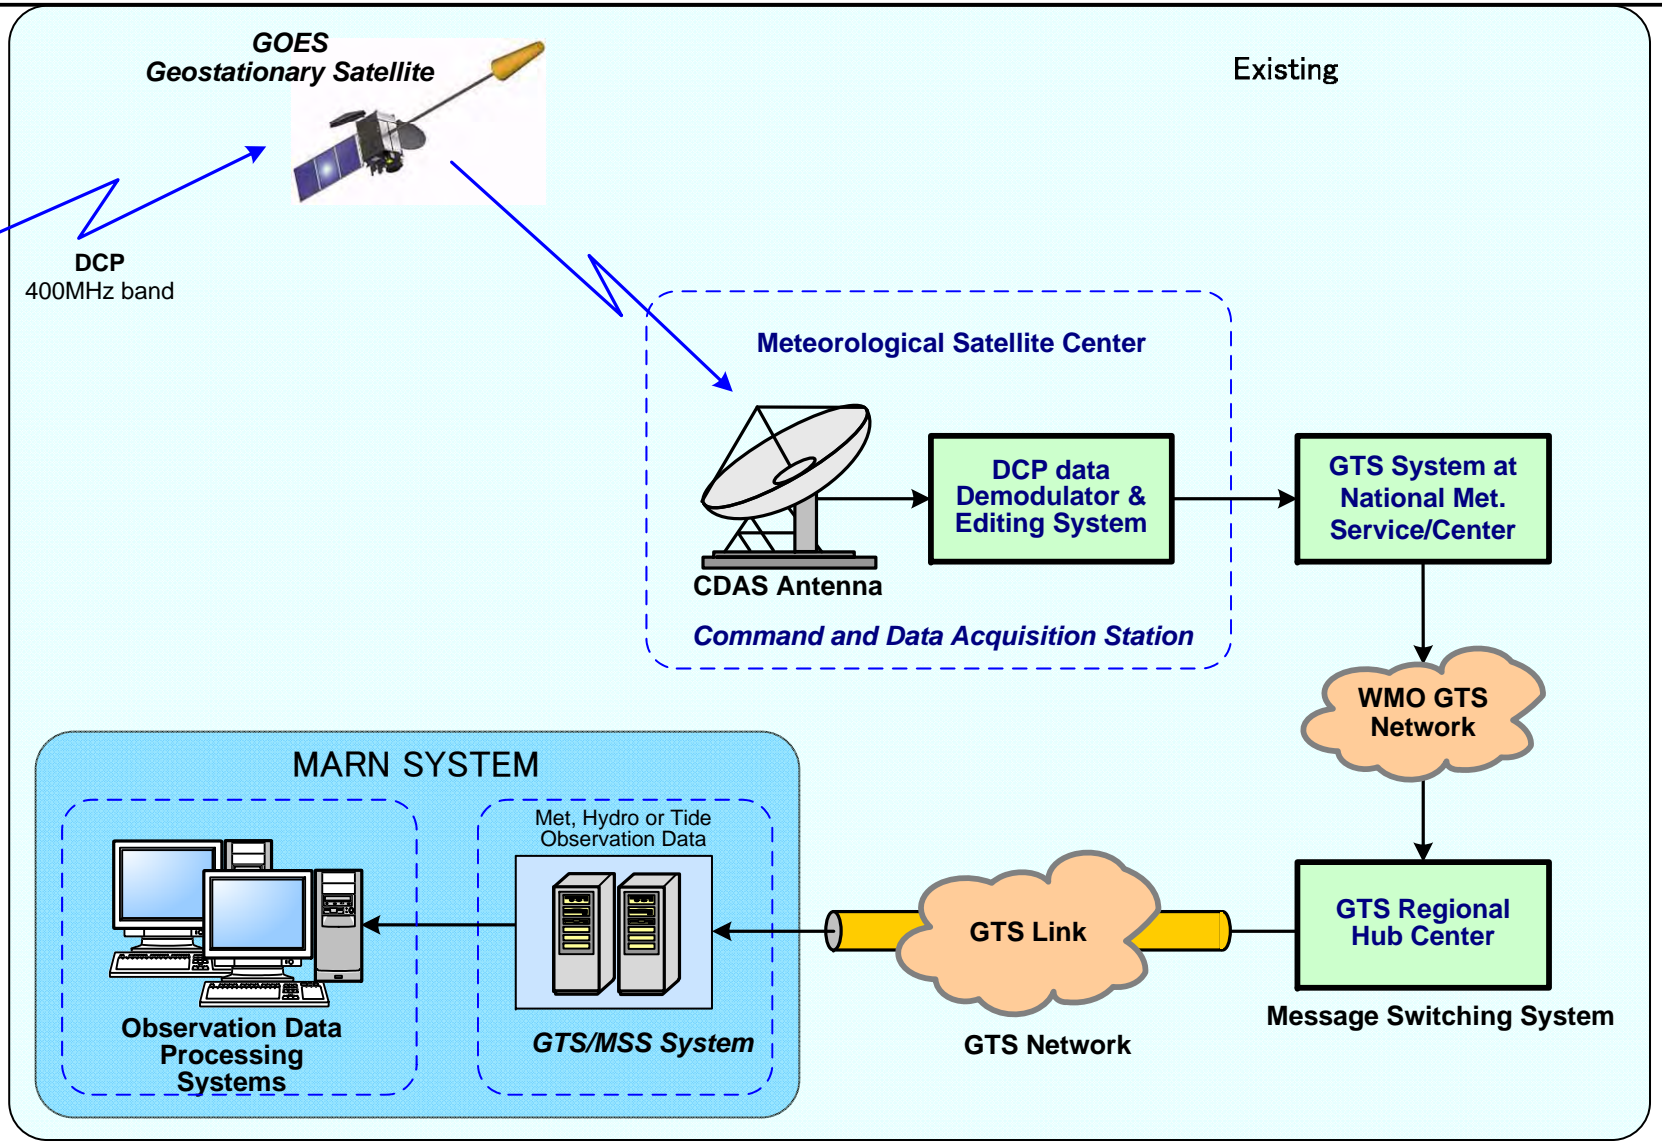 GOES
Geostationary Satellite
Existing
DCP
400MHz band
Meteorological Satellite Center
DCP data
Demodulator &
Editing System
GTS System at
National Met.
Service/Center
CDAS Antenna
Command and Data Acquisition Station
WMO GTS
Network
MARN SYSTEM
Met, Hydro or Tide
Observation Data
GTS Link
GTS Regional
Hub Center
Message Switching System
Observation Data
Processing
Systems
GTS/MSS System
GTS Network